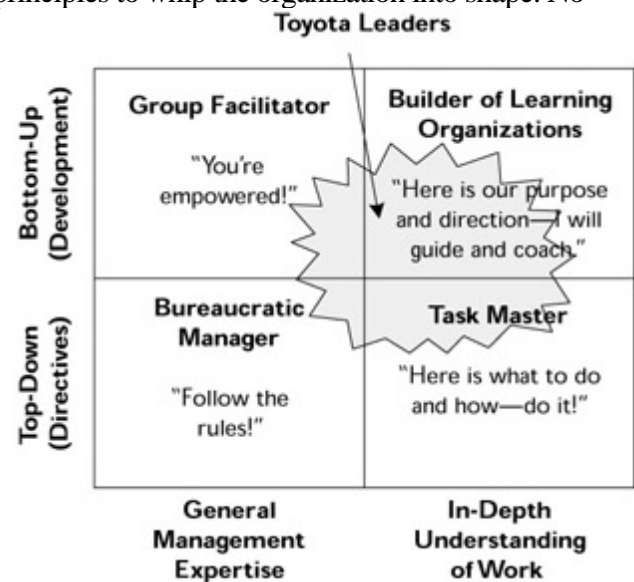 principles to whip the organization into shape. No
Toyota Leaders
Bottom-Up
(Development)
Group Facilitator
“You’re
empowered!”
Builder of Learning
Organizations
“Here is our purpose
and direction—I will
guide and coach.”
Top-Down
(Directives)
Bureaucratic
Manager
“Follow the
rules!”
Task Master
“Here is what to do
and how—do it!”
General
Management
Expertise
In-Depth
Understanding
of Work